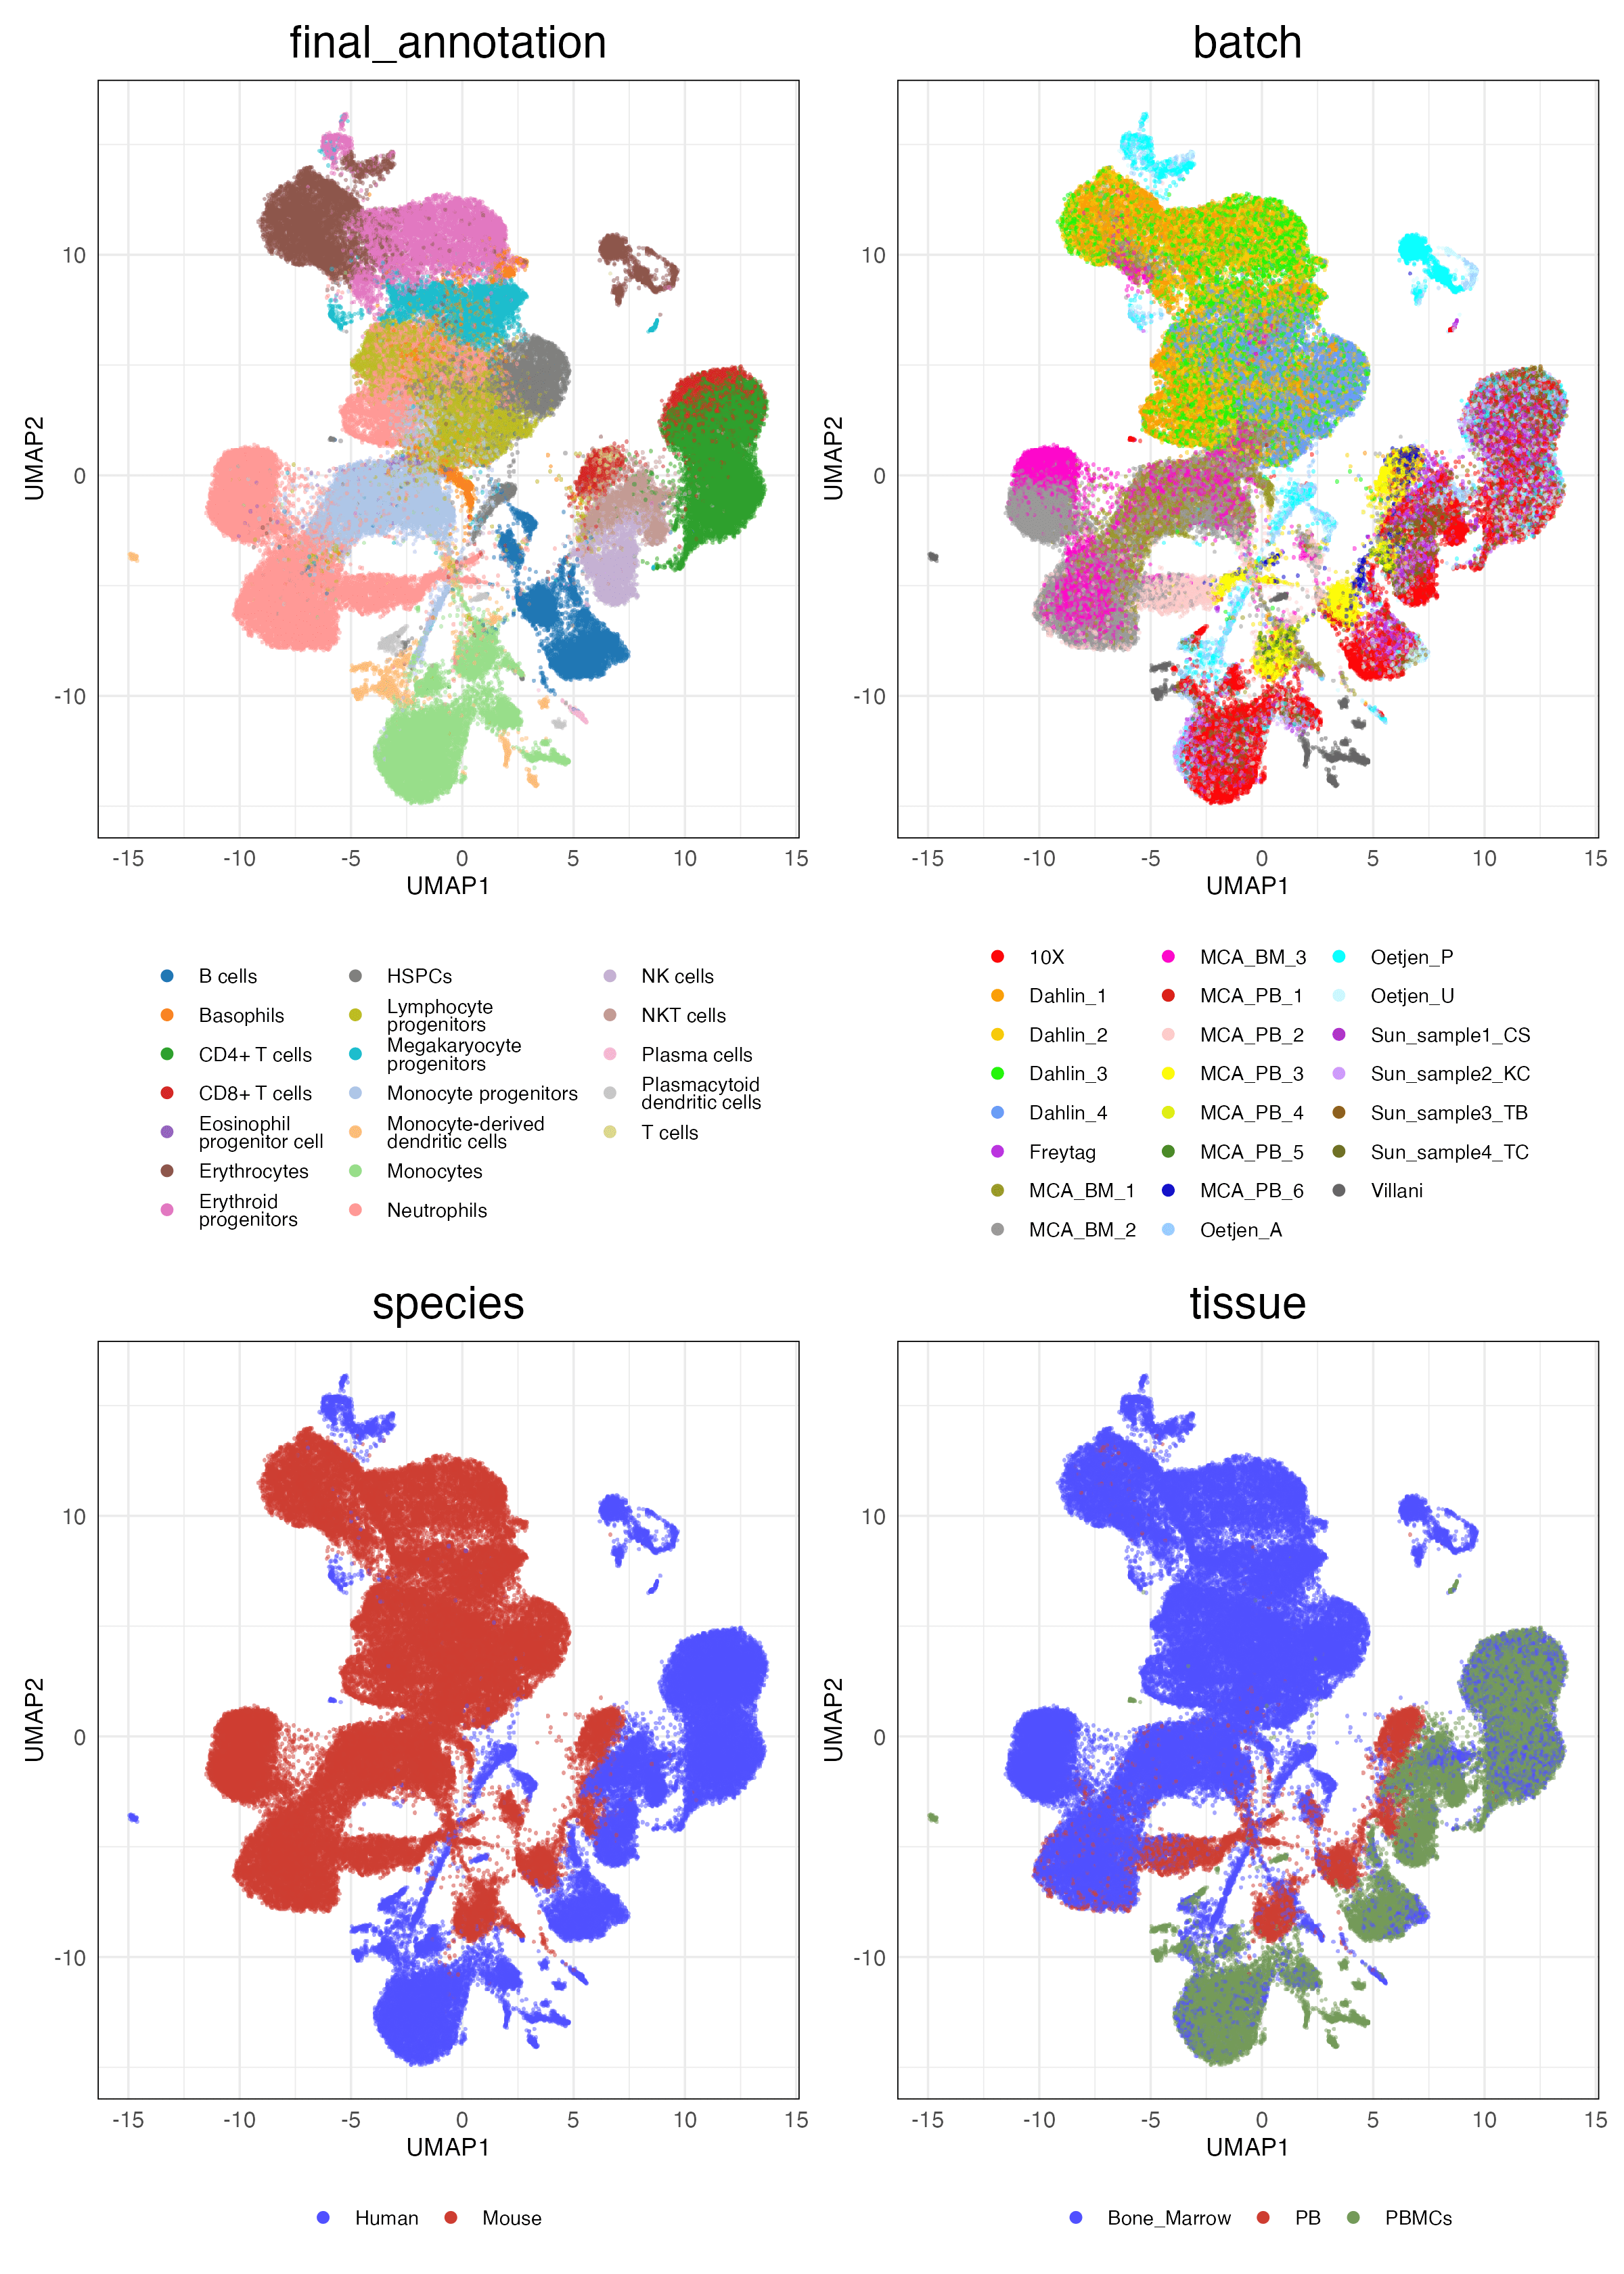 final_annotation
batch
10
0
-10
UMAP2
-15 -10 -5 0 5 10 15
UMAP1
10
0
-10
UMAP2
-15 -10 -5 0 5 10 15
UMAP1
B cells
Basophils
CD4+ T cells
CD8+ T cells
Eosinophil
progenitor cell
Erythrocytes
Erythroid
progenitors
HSPCs
Lymphocyte
progenitors
Megakaryocyte
progenitors
Monocyte progenitors
Monocyte-derived
dendritic cells
Monocytes
Neutrophils
NK cells
NKT cells
Plasma cells
Plasmacytoid
dendritic cells
T cells
10X
Dahlin_1
Dahlin_2
Dahlin_3
Dahlin_4
Freytag
MCA_BM_1
MCA_BM_2
MCA_BM_3
MCA_PB_1
MCA_PB_2
MCA_PB_3
MCA_PB_4
MCA_PB_5
MCA_PB_6
Oetjen_A
Oetjen_P
Oetjen_U
Sun_sample1_CS
Sun_sample2_KC
Sun_sample3_TB
Sun_sample4_TC
Villani
species
tissue
10
0
-10
UMAP2
-15 -10 -5 0 5 10 15
UMAP1
10
0
-10
UMAP2
-15 -10 -5 0 5 10 15
UMAP1
Human Mouse
Bone_Marrow PB PBMCs